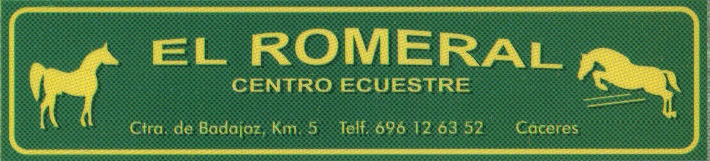 EL ROMERAL
CENTRO ECUESTRE
Ctra. de Badajoz, Km. 5 Telf. 696 12 63 52 Cáceres